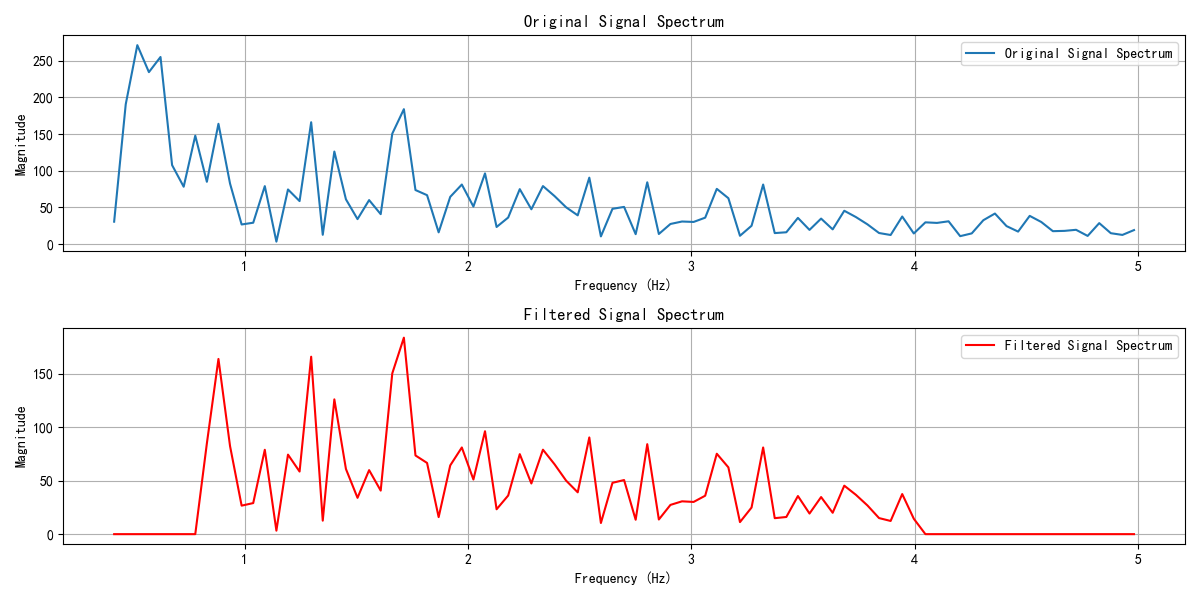 Original Signal Spectrum
Original Signal Spectrum
250
200
150
100
50
0
Magnitude
1
2
3
4
5
Frequency (Hz)
Filtered Signal Spectrum
Filtered Signal Spectrum
150
100
50
0
Magnitude
1
2
3
4
5
Frequency (Hz)